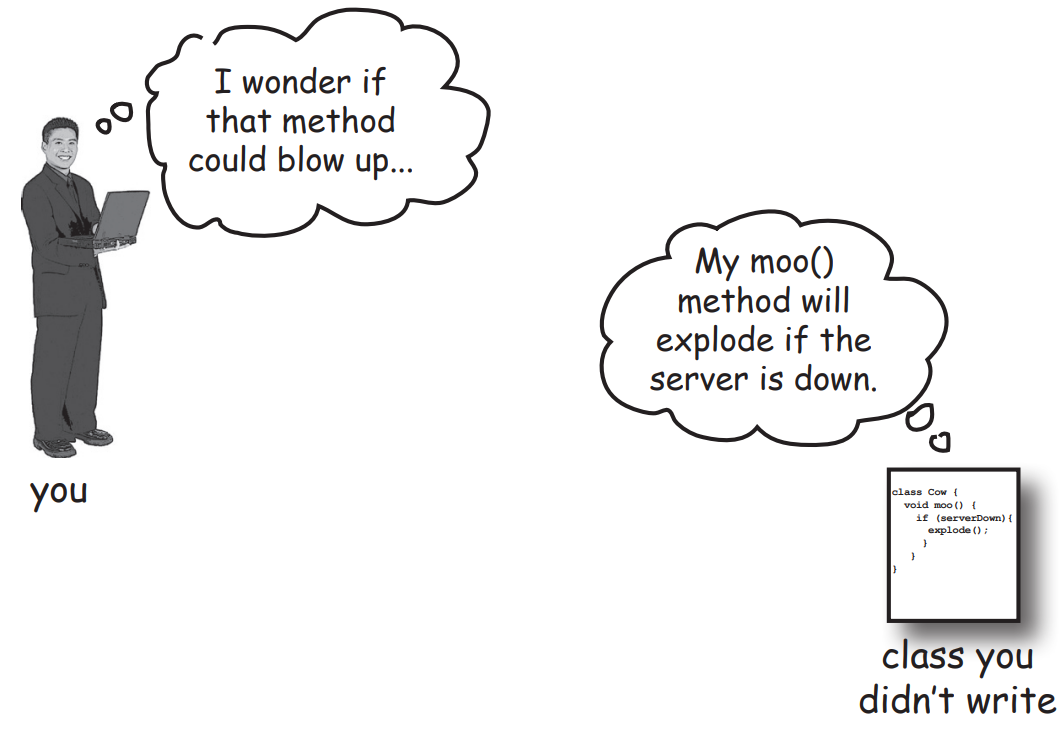 I wonder if
that method
could blow up...
you
My moo()
method will
explode if the
server is down.
class Cow {
void moo() {
if (serverDown){
explode();
}
}
}
class you
didn't write